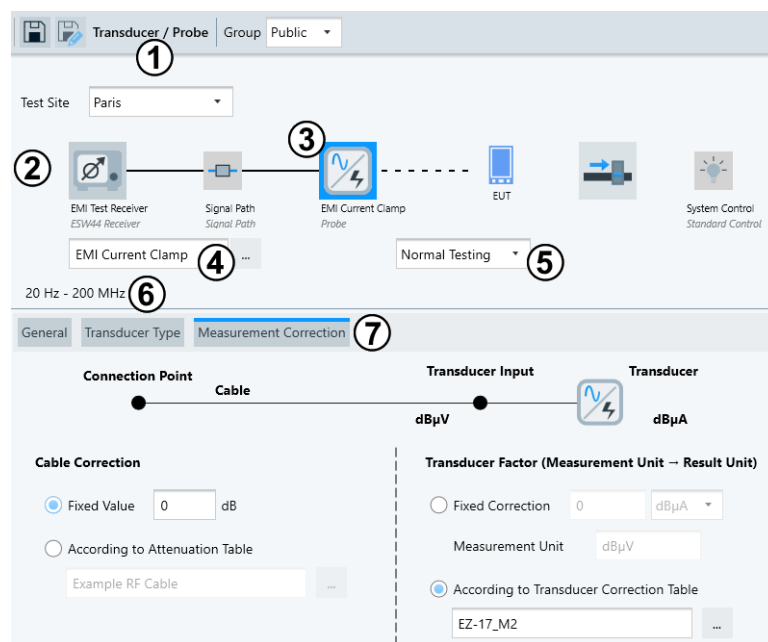 Transducer / Probe Group Public
1
Test Site Paris
2 3
EMI Test Receiver Signal Path EMI Current Clamp EUT System Control
ESW44 Receiver Signal Path Probe Standard Control
EMI Current Clamp 4 ... Normal Testing 5
20 Hz - 200 MHz 6
General Transducer Type Measurement Correction 7
Connection Point Transducer Input Transducer
Cable
dBµV dBµA
Cable Correction Transducer Factor (Measurement Unit → Result Unit)
Fixed Value 0 dB Fixed Correction 0 dBµA
According to Attenuation Table Measurement Unit dBµV
Example RF Cable ... According to Transducer Correction Table
EZ-17_M2 ...